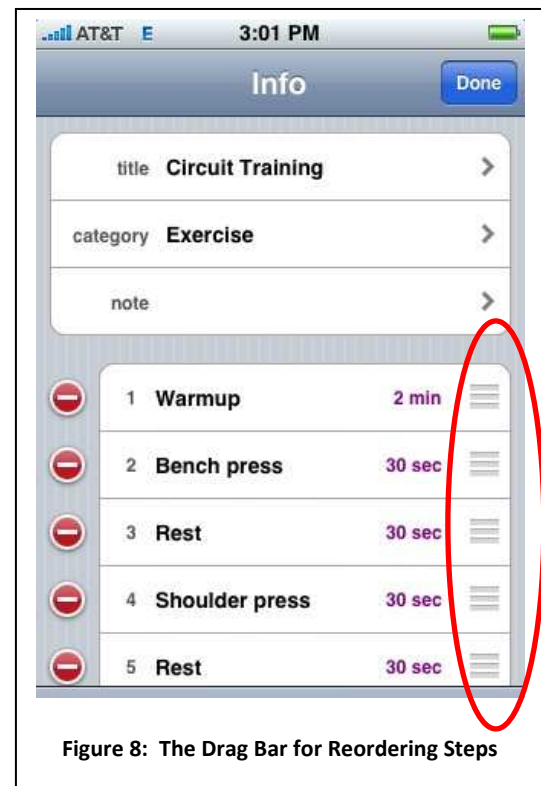 AT&T E 3:01 PM
Info Done
title Circuit Training
category Exercise
note
1 Warmup 2 min
2 Bench press 30 sec
3 Rest 30 sec
4 Shoulder press 30 sec
5 Rest 30 sec
Figure 8: The Drag Bar for Reordering Steps